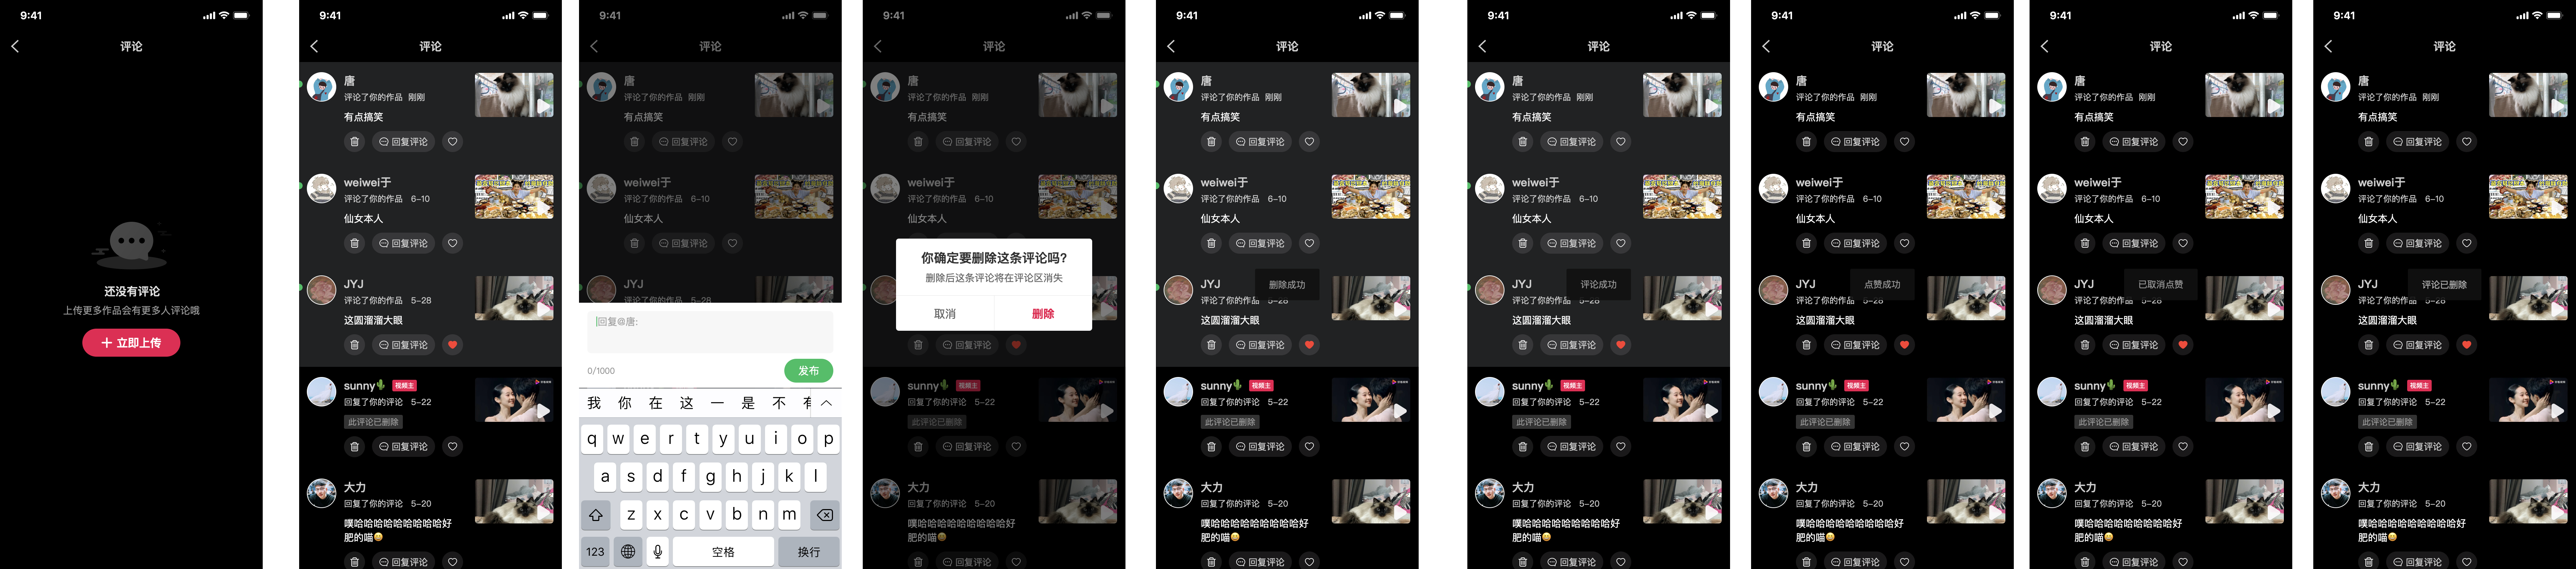 9:41
评论
还没有评论
上传更多作品会有更多人评论哦
立即上传
9:41
评论
唐
评论了你的作品 刚刚
有点搞笑
回复评论
weiwei于
评论了你的作品 6-10
仙女本人
回复评论
JYJ
评论了你的作品 5-28
这圆溜溜大眼
回复评论
sunny 视频主
回复了你的评论 5-22
此评论已删除
回复评论
大力
回复了你的评论 5-20
噗哈哈哈哈哈哈哈哈哈好
肥的喵
回复评论
9:41
评论
唐
评论了你的作品 刚刚
有点搞笑
回复评论
weiwei于
评论了你的作品 6-10
仙女本人
回复评论
JYJ
评论了你的作品 5-28
回复@唐:
0/1000
发布
我 你 在 这 一 是 不
q w e r t y u i o p
a s d f g h j k l
z x c v b n m
123 空格 换行
9:41
评论
唐
评论了你的作品 刚刚
有点搞笑
回复评论
weiwei于
评论了你的作品 6-10
仙女本人
你确定要删除这条评论吗?
删除后这条评论将在评论区消失
取消 删除
回复评论
sunny 视频主
回复了你的评论 5-22
此评论已删除
回复评论
大力
回复了你的评论 5-20
噗哈哈哈哈哈哈哈哈哈好
肥的喵
回复评论
9:41
评论
唐
评论了你的作品 刚刚
有点搞笑
回复评论
weiwei于
评论了你的作品 6-10
仙女本人
回复评论
JYJ
删除成功
评论了你的作品 5-28
这圆溜溜大眼
回复评论
sunny 视频主
回复了你的评论 5-22
此评论已删除
回复评论
大力
回复了你的评论 5-20
噗哈哈哈哈哈哈哈哈哈好
肥的喵
回复评论
9:41
评论
唐
评论了你的作品 刚刚
有点搞笑
回复评论
weiwei于
评论了你的作品 6-10
仙女本人
回复评论
JYJ
评论成功
评论了你的作品 5-28
这圆溜溜大眼
回复评论
sunny 视频主
回复了你的评论 5-22
此评论已删除
回复评论
大力
回复了你的评论 5-20
噗哈哈哈哈哈哈哈哈哈好
肥的喵
回复评论
9:41
评论
唐
评论了你的作品 刚刚
有点搞笑
回复评论
weiwei于
评论了你的作品 6-10
仙女本人
回复评论
JYJ
点赞成功
评论了你的作品 5-28
这圆溜溜大眼
回复评论
sunny 视频主
回复了你的评论 5-22
此评论已删除
回复评论
大力
回复了你的评论 5-20
噗哈哈哈哈哈哈哈哈哈好
肥的喵
回复评论
9:41
评论
唐
评论了你的作品 刚刚
有点搞笑
回复评论
weiwei于
评论了你的作品 6-10
仙女本人
回复评论
JYJ
已取消点赞
评论了你的作品 5-28
这圆溜溜大眼
回复评论
sunny 视频主
回复了你的评论 5-22
此评论已删除
回复评论
大力
回复了你的评论 5-20
噗哈哈哈哈哈哈哈哈哈好
肥的喵
回复评论
9:41
评论
唐
评论了你的作品 刚刚
有点搞笑
回复评论
weiwei于
评论了你的作品 6-10
仙女本人
回复评论
JYJ
评论已删除
评论了你的作品 5-28
这圆溜溜大眼
回复评论
sunny 视频主
回复了你的评论 5-22
此评论已删除
回复评论
大力
回复了你的评论 5-20
噗哈哈哈哈哈哈哈哈哈好
肥的喵
回复评论